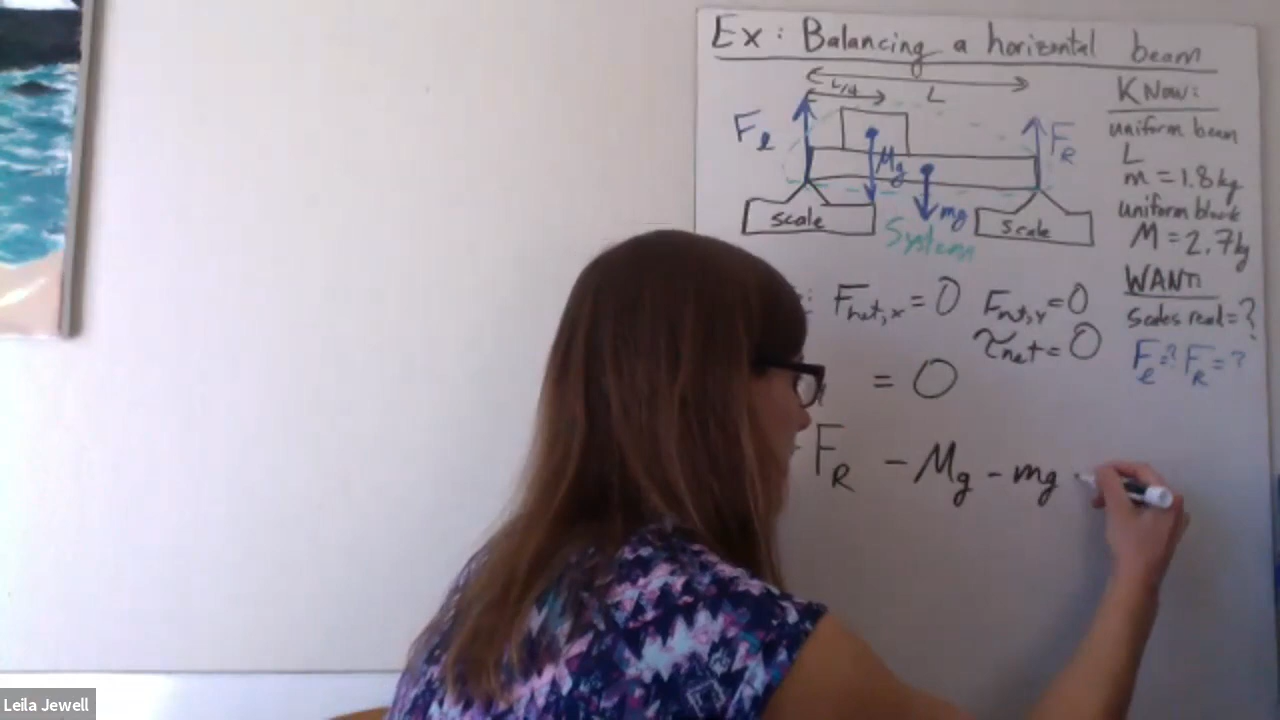 Ex: Balancing a horizontal beam
L/4
L
F_l
F_R
Mg
mg
scale
scale
System
Know:
uniform beam
L
m = 1.8 kg
uniform block
M = 2.7 kg
WANT:
scales read = ?
F_l = ? F_R = ?
F_net,x = 0 F_net,y = 0
τ_net = 0
= 0
F_R - Mg - mg
Leila Jewell